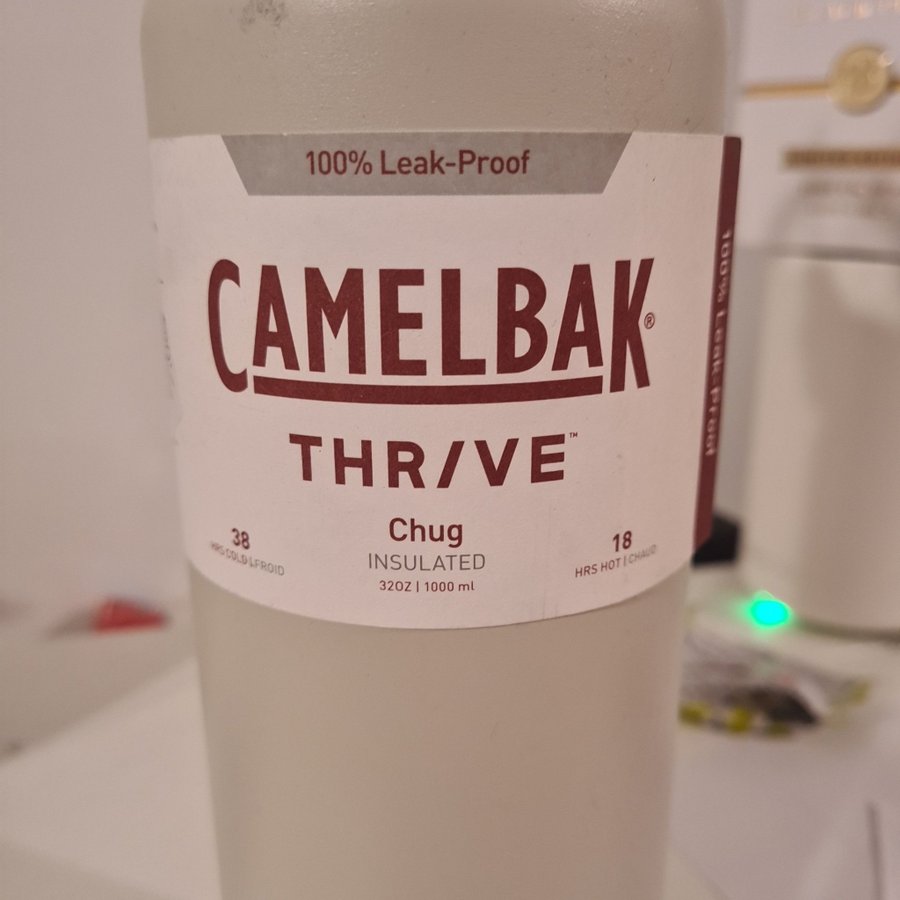 100% Leak-Proof
CAMELBAK®
THR/VE™
Chug
INSULATED
32OZ | 1000 ml
38
HRS COLD | FROID
18
HRS HOT | CHAUD
100% Leak-Proof